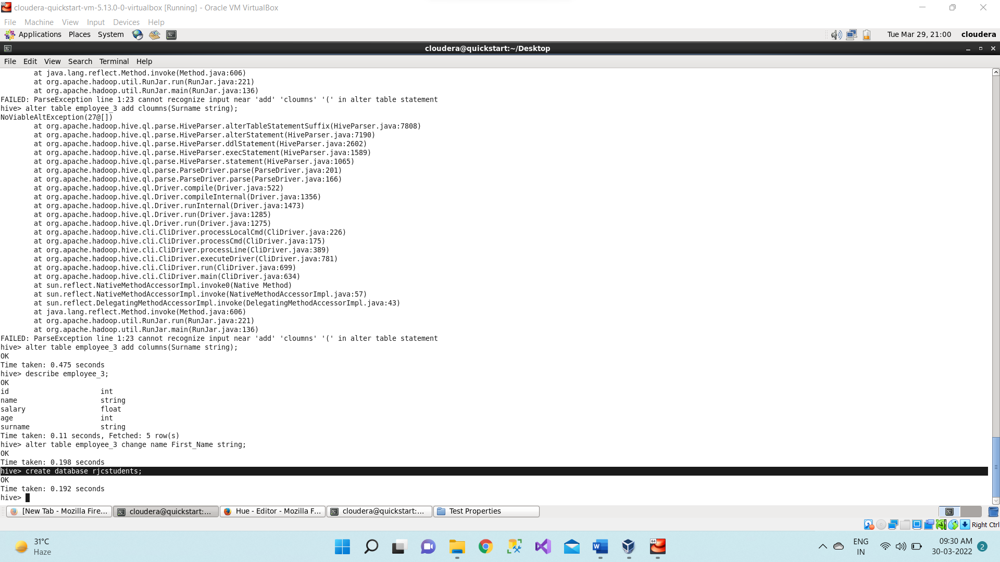 cloudera-quickstart-vm-5.13.0-0-virtualbox [Running] - Oracle VM VirtualBox
File Machine View Input Devices Help
Applications Places System Tue Mar 29, 21:00 cloudera
cloudera@quickstart:~/Desktop
File Edit View Search Terminal Help
        at java.lang.reflect.Method.invoke(Method.java:606)
        at org.apache.hadoop.util.RunJar.run(RunJar.java:221)
        at org.apache.hadoop.util.RunJar.main(RunJar.java:136)
FAILED: ParseException line 1:23 cannot recognize input near 'add' 'cloumns' '(' in alter table statement
hive> alter table employee_3 add cloumns(Surname string);
NoViableAltException(27@[])
        at org.apache.hadoop.hive.ql.parse.HiveParser.alterTableStatementSuffix(HiveParser.java:7808)
        at org.apache.hadoop.hive.ql.parse.HiveParser.alterStatement(HiveParser.java:7190)
        at org.apache.hadoop.hive.ql.parse.HiveParser.ddlStatement(HiveParser.java:2602)
        at org.apache.hadoop.hive.ql.parse.HiveParser.execStatement(HiveParser.java:1589)
        at org.apache.hadoop.hive.ql.parse.HiveParser.statement(HiveParser.java:1065)
        at org.apache.hadoop.hive.ql.parse.ParseDriver.parse(ParseDriver.java:201)
        at org.apache.hadoop.hive.ql.parse.ParseDriver.parse(ParseDriver.java:166)
        at org.apache.hadoop.hive.ql.Driver.compile(Driver.java:522)
        at org.apache.hadoop.hive.ql.Driver.compileInternal(Driver.java:1356)
        at org.apache.hadoop.hive.ql.Driver.runInternal(Driver.java:1473)
        at org.apache.hadoop.hive.ql.Driver.run(Driver.java:1285)
        at org.apache.hadoop.hive.ql.Driver.run(Driver.java:1275)
        at org.apache.hadoop.hive.cli.CliDriver.processLocalCmd(CliDriver.java:226)
        at org.apache.hadoop.hive.cli.CliDriver.processCmd(CliDriver.java:175)
        at org.apache.hadoop.hive.cli.CliDriver.processLine(CliDriver.java:389)
        at org.apache.hadoop.hive.cli.CliDriver.executeDriver(CliDriver.java:781)
        at org.apache.hadoop.hive.cli.CliDriver.run(CliDriver.java:699)
        at org.apache.hadoop.hive.cli.CliDriver.main(CliDriver.java:634)
        at sun.reflect.NativeMethodAccessorImpl.invoke0(Native Method)
        at sun.reflect.NativeMethodAccessorImpl.invoke(NativeMethodAccessorImpl.java:57)
        at sun.reflect.DelegatingMethodAccessorImpl.invoke(DelegatingMethodAccessorImpl.java:43)
        at java.lang.reflect.Method.invoke(Method.java:606)
        at org.apache.hadoop.util.RunJar.run(RunJar.java:221)
        at org.apache.hadoop.util.RunJar.main(RunJar.java:136)
FAILED: ParseException line 1:23 cannot recognize input near 'add' 'cloumns' '(' in alter table statement
hive> alter table employee_3 add columns(Surname string);
OK
Time taken: 0.475 seconds
hive> describe employee_3;
OK
id                      int
name                    string
salary                  float
age                     int
surname                 string
Time taken: 0.11 seconds, Fetched: 5 row(s)
hive> alter table employee_3 change name First_Name string;
OK
Time taken: 0.198 seconds
hive> create database rjcstudents;
OK
Time taken: 0.192 seconds
hive>
[New Tab - Mozilla Fire... cloudera@quickstart:... Hue - Editor - Mozilla F... cloudera@quickstart:... Test Properties
Right Ctrl
31°C
Haze
64
ENG
IN
09:30 AM
30-03-2022
2